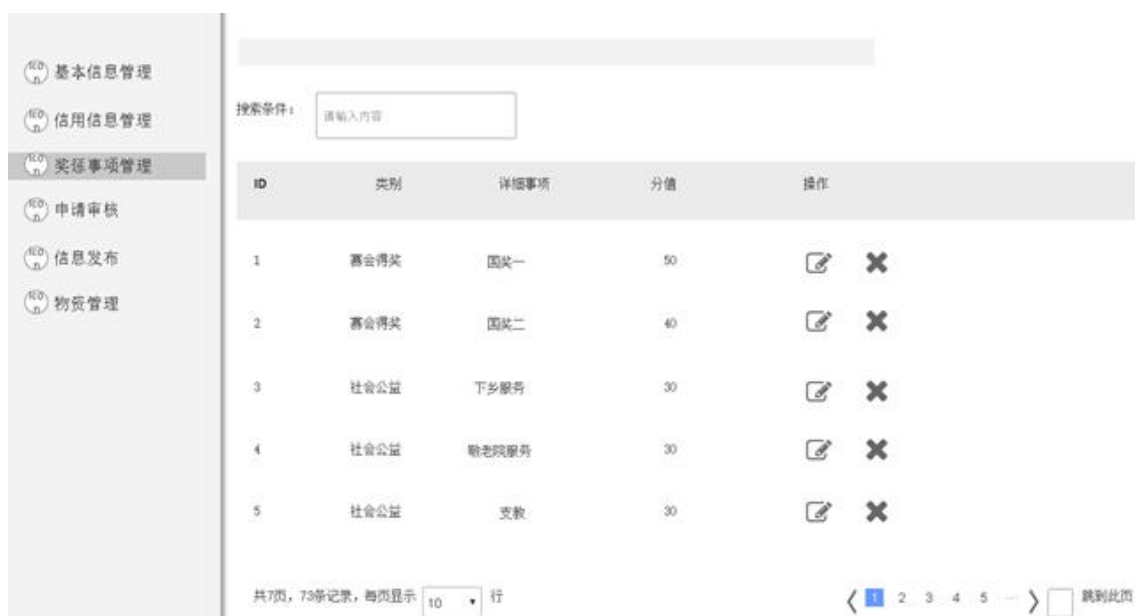 基本信息管理
信用信息管理
奖惩事项管理
申请审核
信息发布
物资管理
搜索条件：
请输入内容
ID 类别 详细事项 分值 操作
1 赛会得奖 国奖一 50
2 赛会得奖 国奖二 40
3 社会公益 下乡服务 30
4 社会公益 敬老院服务 30
5 社会公益 支教 30
共7页，73条记录，每页显示 10 行
1 2 3 4 5 … 跳到此页